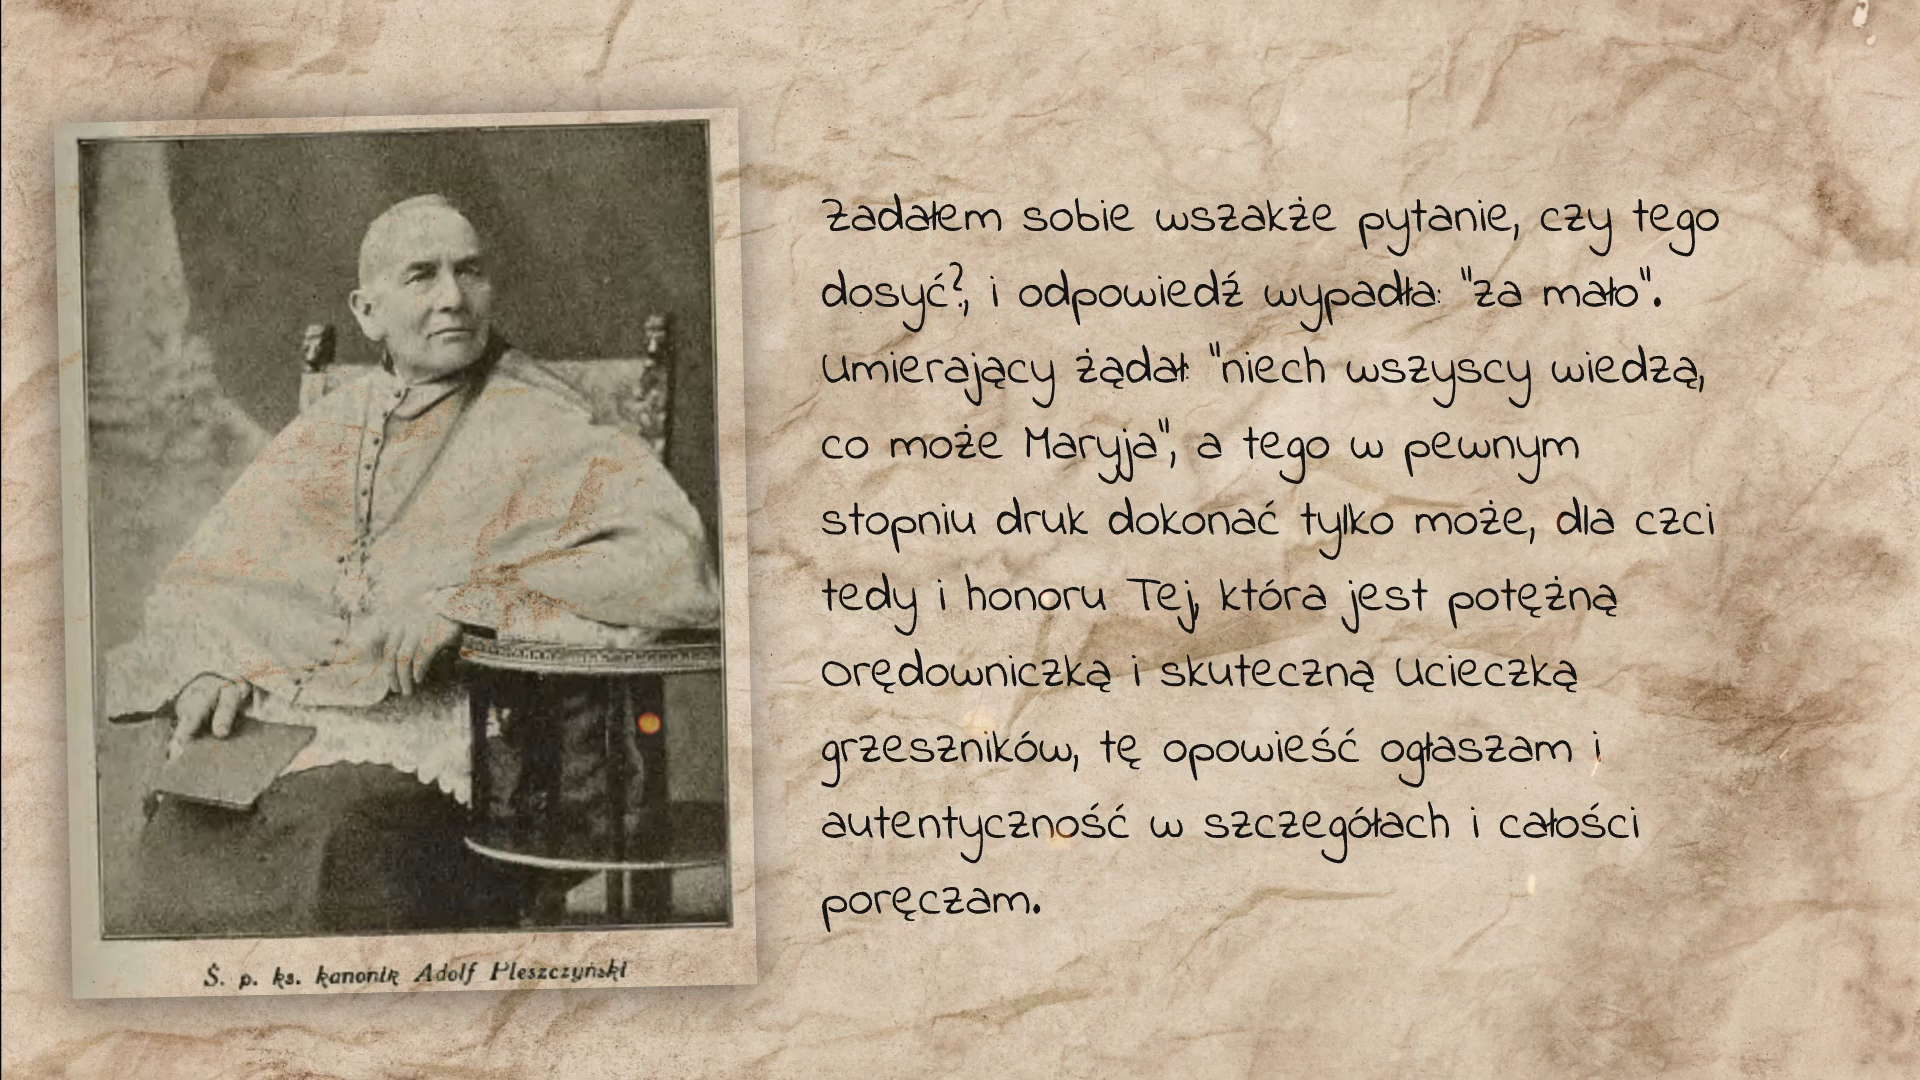 Zadałem sobie wszakże pytanie, czy tego
dosyć?, i odpowiedź wypadła: "za mało".
Umierający żądał: "niech wszyscy wiedzą,
co może Maryja", a tego w pewnym
stopniu druk dokonać tylko może, dla czci
tedy i honoru Tej, która jest potężną
Orędowniczką i skuteczną Ucieczką
grzeszników, tę opowieść ogłaszam i
autentyczność w szczegółach i całości
poręczam.
Ś. p. ks. kanonik Adolf Pleszczyński